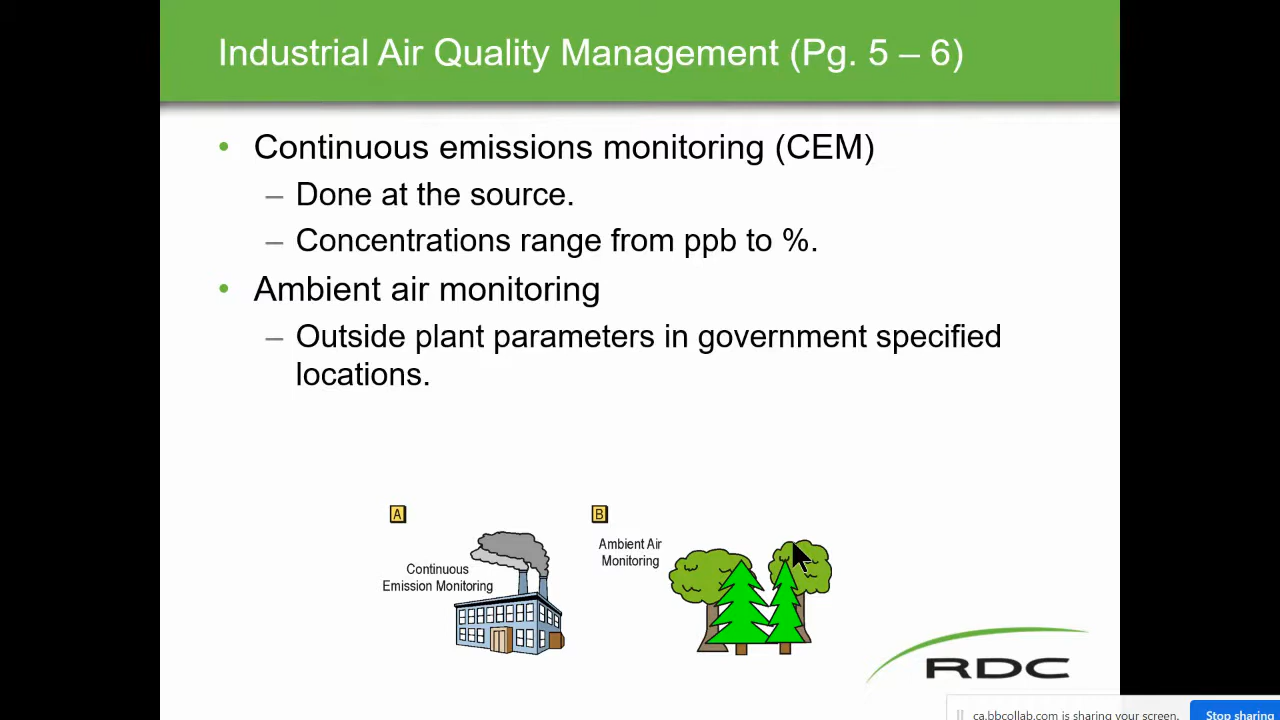 Industrial Air Quality Management (Pg. 5 – 6)
• Continuous emissions monitoring (CEM)
– Done at the source.
– Concentrations range from ppb to %.
• Ambient air monitoring
– Outside plant parameters in government specified
locations.
A
Continuous
Emission Monitoring
B
Ambient Air
Monitoring
RDC
ca.bbcollab.com is sharing your screen.
Stop sharing